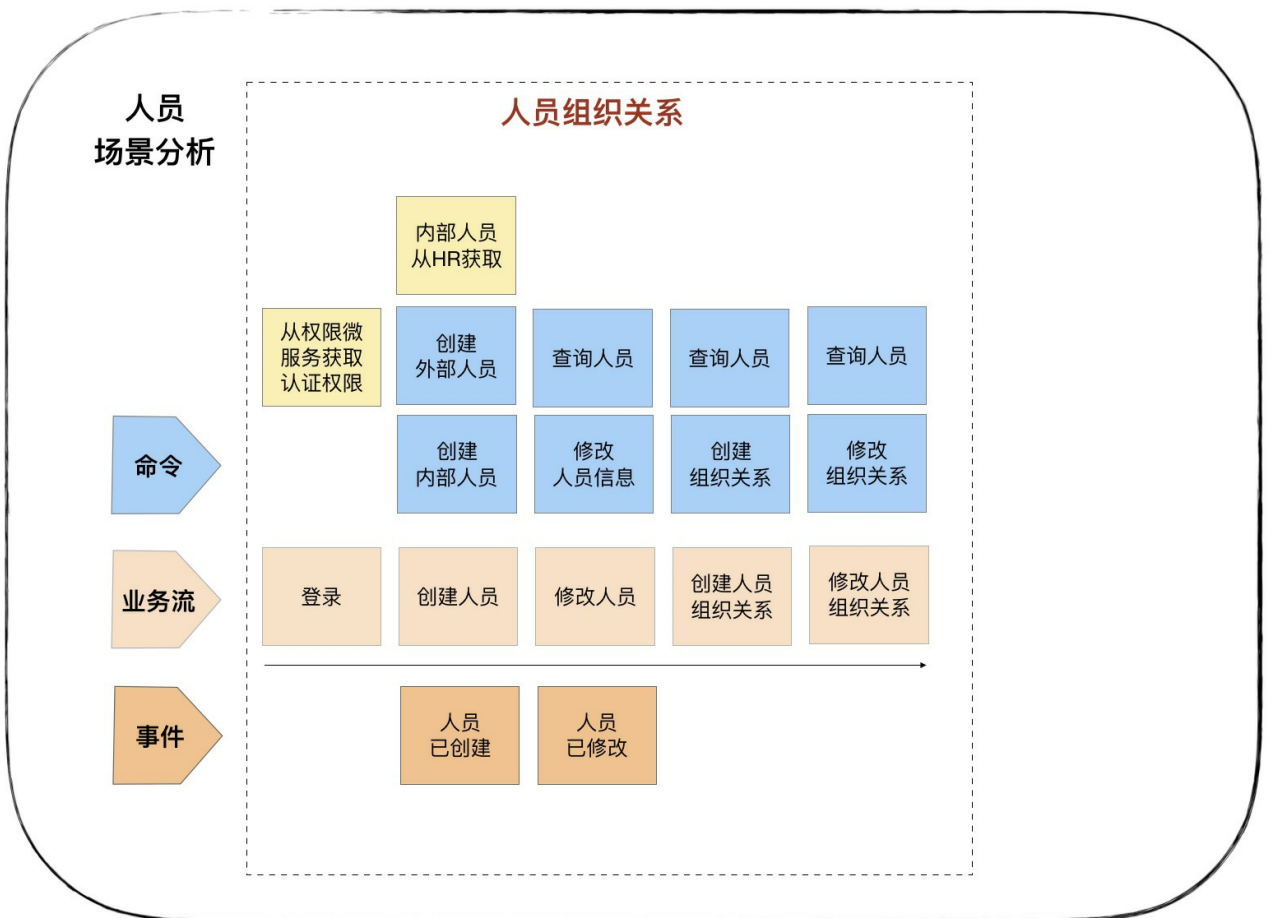 人员
场景分析
人员组织关系
内部人员
从HR获取
从权限微
服务获取
认证权限
创建
外部人员
查询人员
查询人员
查询人员
命令
创建
内部人员
修改
人员信息
创建
组织关系
修改
组织关系
业务流
登录
创建人员
修改人员
创建人员
组织关系
修改人员
组织关系
事件
人员
已创建
人员
已修改